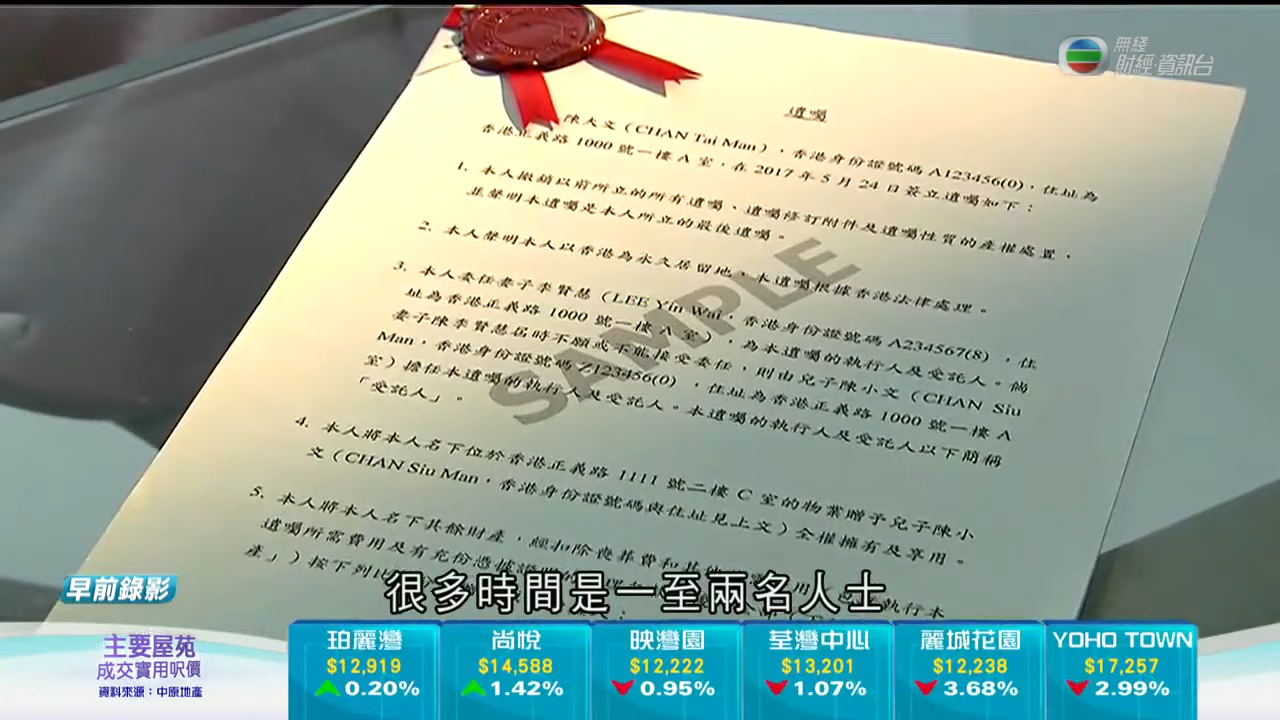 無綫
財經·資訊台
遺囑
陳大文（CHAN Tai Man），香港身份證號碼 A123456(0)，住址為
香港正義路 1000 號一樓 A 室，在 2017 年 5 月 24 日簽立遺囑如下：
1. 本人撤銷以前所立的所有遺囑、遺囑修訂附件及遺囑性質的產權處置，
並聲明本遺囑是本人所立的最後遺囑。
2. 本人聲明本人以香港為永久居留地、本遺囑根據香港法律處理。
3. 本人委任妻子李賢慧（LEE Yin Wai，香港身份證號碼 A234567(8)，住
址為香港正義路 1000 號一樓 A 室），為本遺囑的執行人及受託人。倘
妻子陳李賢慧屆時不願或不能接受委任，則由兒子陳小文（CHAN Siu
Man，香港身份證號碼 Z123456(0)，住址為香港正義路 1000 號一樓 A
室）擔任本遺囑的執行人及受託人。本遺囑的執行人及受託人以下簡稱
「受託人」。
SAMPLE
4. 本人將本人名下位於香港正義路 1111 號二樓 C 室的物業贈予兒子陳小
文（CHAN Siu Man，香港身份證號碼與住址見上文）全權擁有及享用。
5. 本人將本人名下其餘財產，經扣除喪葬費和其他
遺囑所需費用及有充份憑據證明的
產」）按下列
很多時間是一至兩名人士
早前錄影
主要屋苑
成交實用呎價
資料來源：中原地產
珀麗灣
$12,919
0.20%
尚悅
$14,588
1.42%
映灣園
$12,222
0.95%
荃灣中心
$13,201
1.07%
麗城花園
$12,238
3.68%
YOHO TOWN
$17,257
2.99%